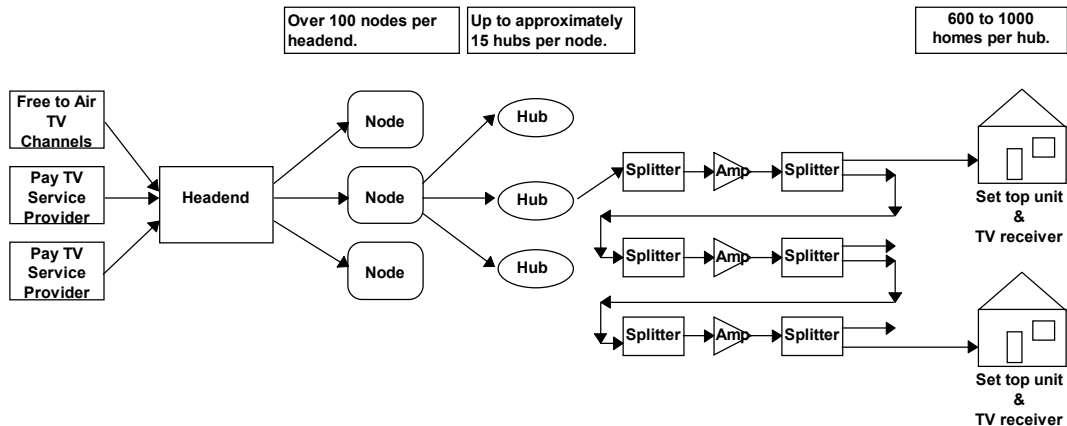 Over 100 nodes per
headend.
Up to approximately
15 hubs per node.
600 to 1000
homes per hub.
Free to Air
TV
Channels
Pay TV
Service
Provider
Pay TV
Service
Provider
Headend
Node
Node
Node
Hub
Hub
Hub
Splitter
Amp
Splitter
Splitter
Amp
Splitter
Splitter
Amp
Splitter
Set top unit
&
TV receiver
Set top unit
&
TV receiver